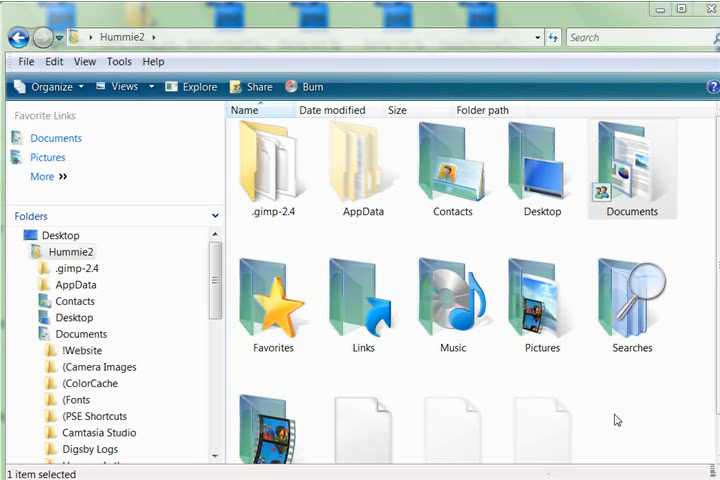 Hummie2
Search
File Edit View Tools Help
Organize Views Explore Share Burn ?
Name Date modified Size Folder path
Favorite Links
Documents
Pictures
More »
Folders
Desktop
Hummie2
.gimp-2.4
AppData
Contacts
Desktop
Documents
!Website
(Camera Images
(ColorCache
(Fonts
(PSE Shortcuts
Camtasia Studio
Digsby Logs
.gimp-2.4 AppData Contacts Desktop Documents
Favorites Links Music Pictures Searches
1 item selected